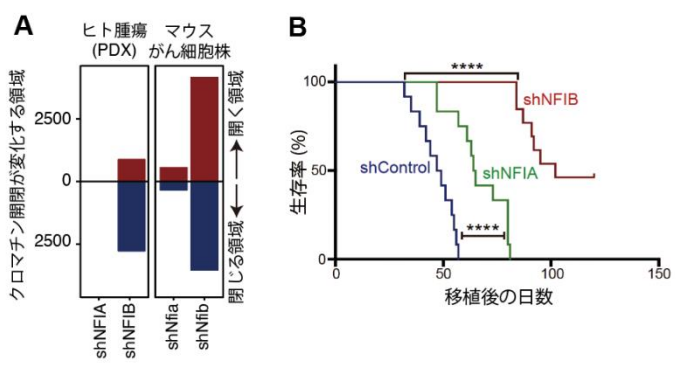 A
ヒト腫瘍
(PDX)
マウス
がん細胞株
クロマチン開閉が変化する領域
2500
0
2500
開く領域
閉じる領域
shNFIA
shNFIB
shNfia
shNfib
B
生存率 (%)
100
50
0
****
shNFIB
shControl
shNFIA
****
0
50
100
150
移植後の日数